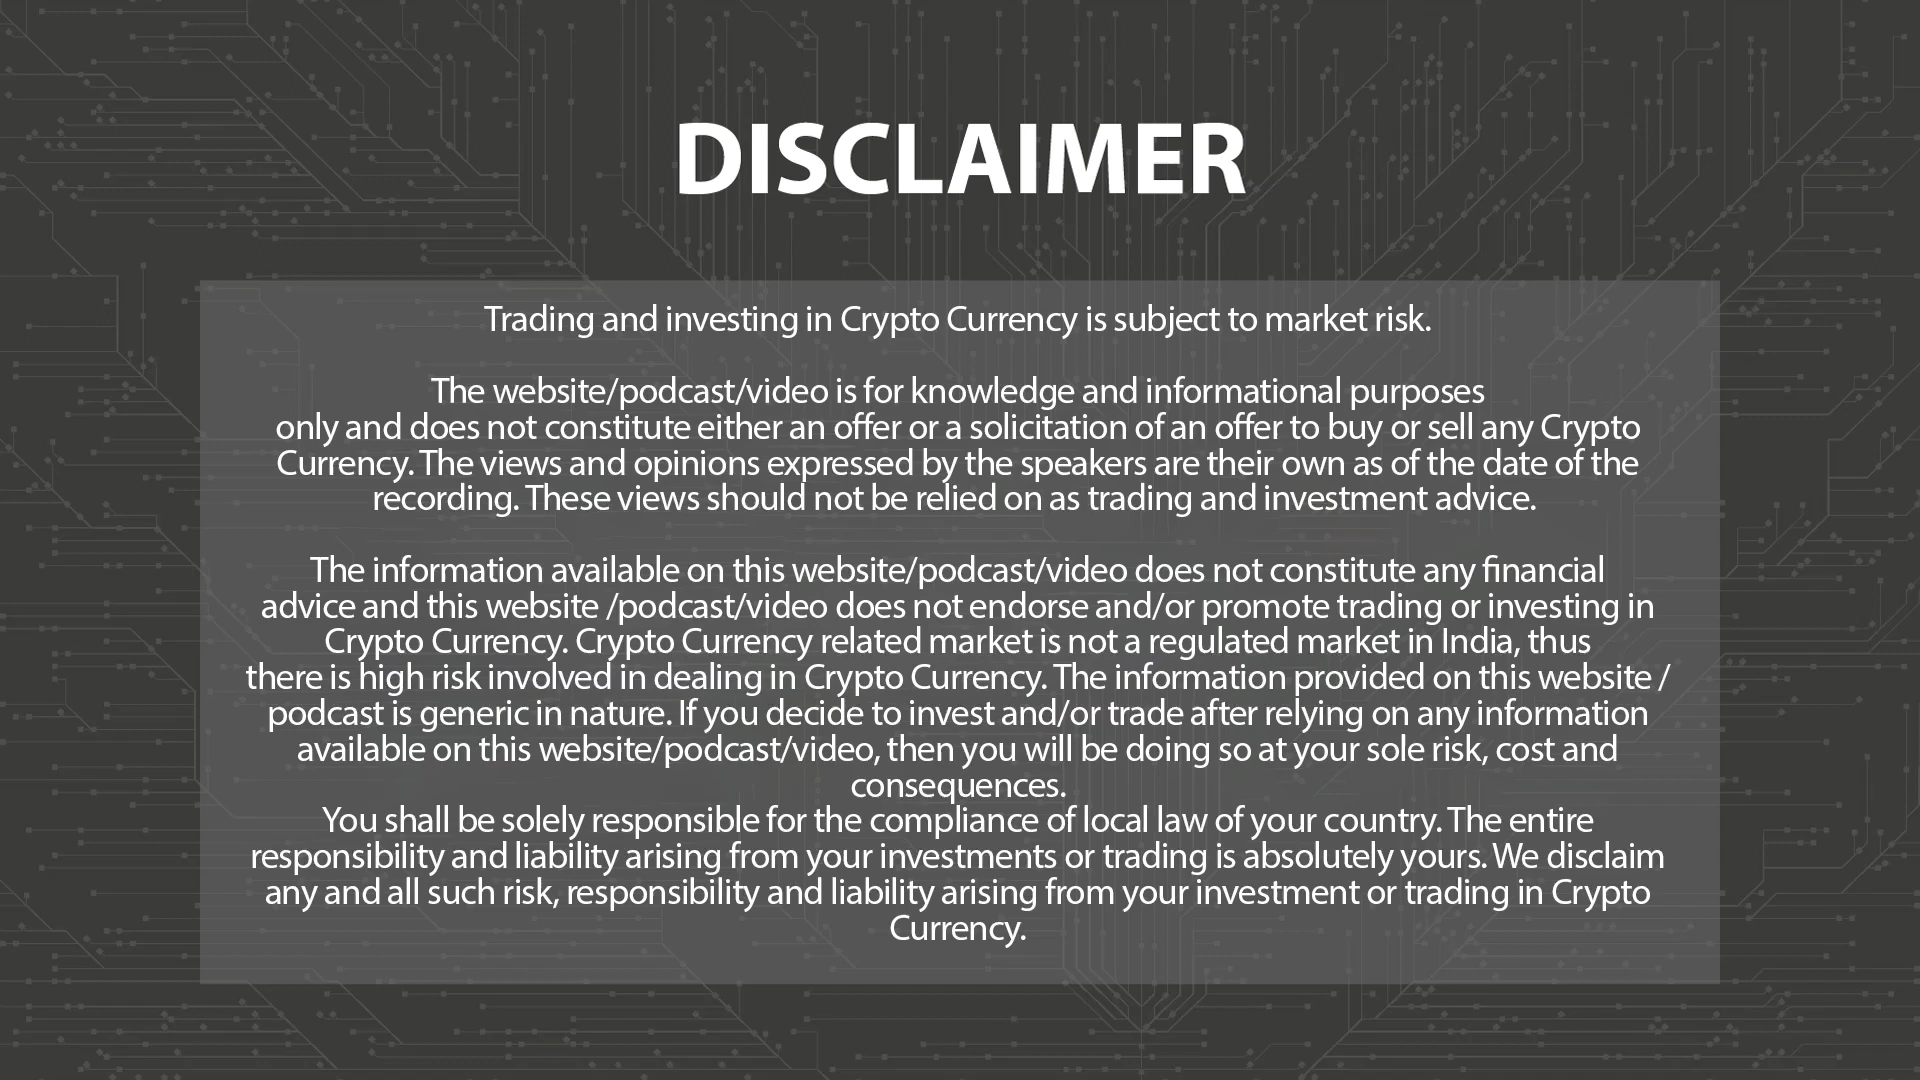 DISCLAIMER
Trading and investing in Crypto Currency is subject to market risk.
The website/podcast/video is for knowledge and informational purposes
only and does not constitute either an offer or a solicitation of an offer to buy or sell any Crypto
Currency. The views and opinions expressed by the speakers are their own as of the date of the
recording. These views should not be relied on as trading and investment advice.
The information available on this website/podcast/video does not constitute any financial
advice and this website /podcast/video does not endorse and/or promote trading or investing in
Crypto Currency. Crypto Currency related market is not a regulated market in India, thus
there is high risk involved in dealing in Crypto Currency. The information provided on this website /
podcast is generic in nature. If you decide to invest and/or trade after relying on any information
available on this website/podcast/video, then you will be doing so at your sole risk, cost and
consequences.
You shall be solely responsible for the compliance of local law of your country. The entire
responsibility and liability arising from your investments or trading is absolutely yours. We disclaim
any and all such risk, responsibility and liability arising from your investment or trading in Crypto
Currency.